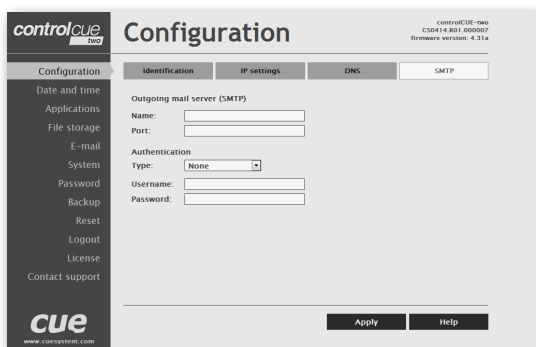 controlcue
two
Configuration
controlCUE-two
CS0414.R01.000007
firmware version: 4.31a
Configuration
Date and time
Applications
File storage
E-mail
System
Password
Backup
Reset
Logout
License
Contact support
cue
www.cuesystem.com
Identification IP settings DNS SMTP
Outgoing mail server (SMTP)
Name:
Port:
Authentication
Type: None
Username:
Password:
Apply Help